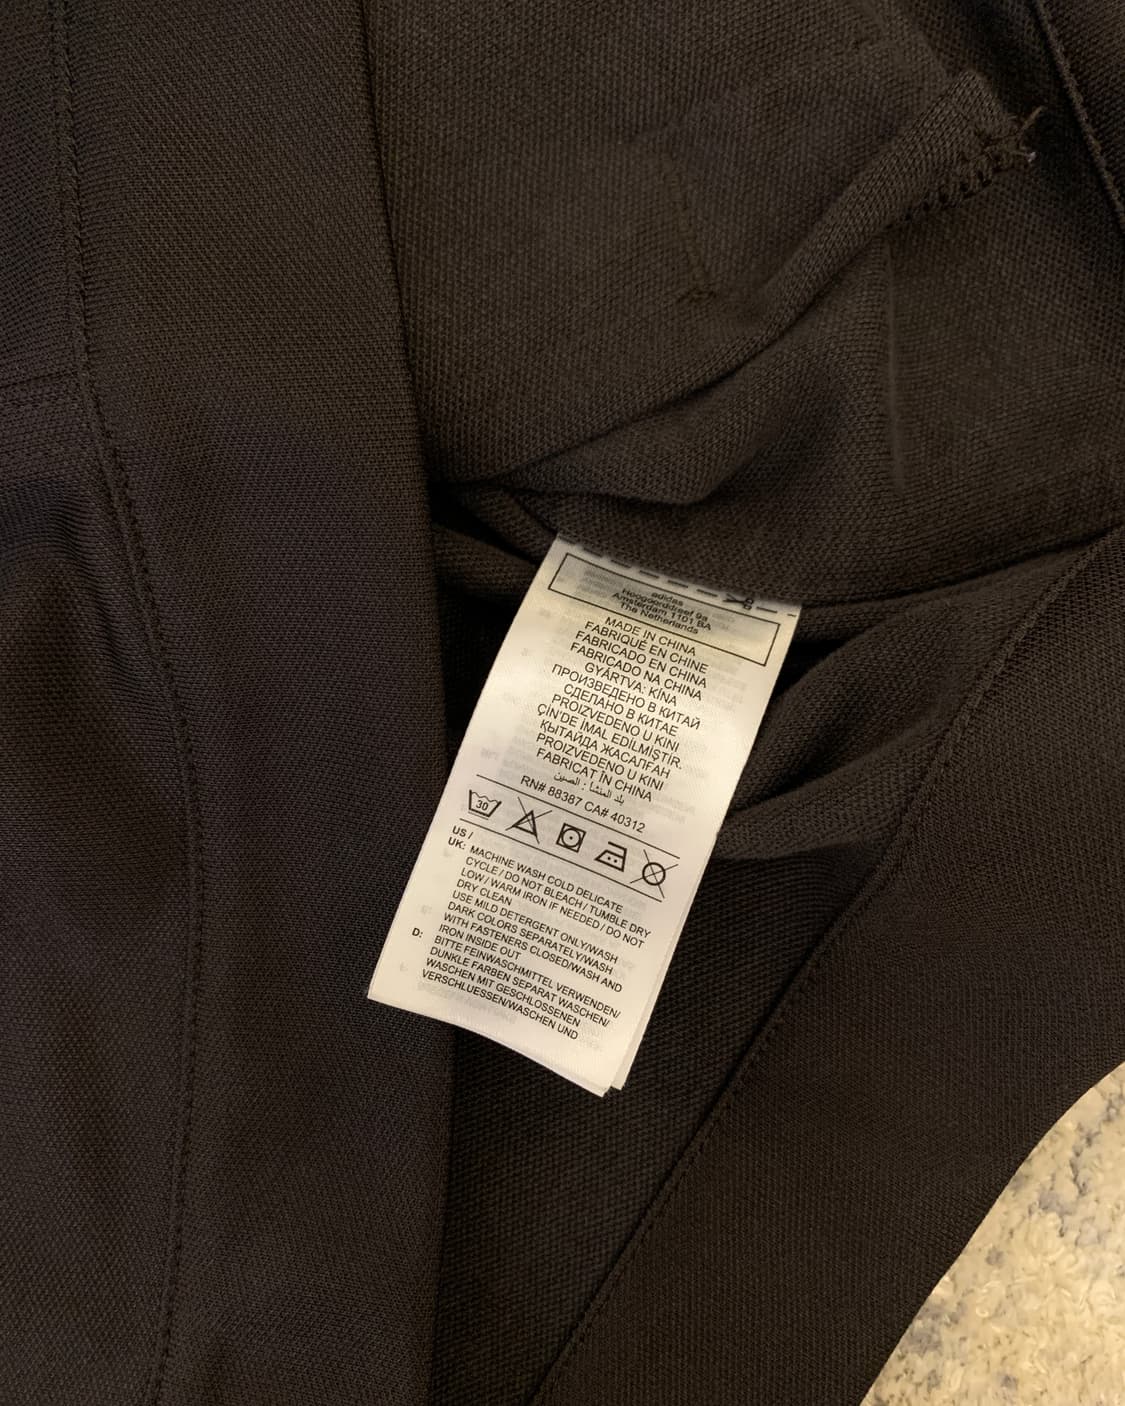 adidas
Hoogoorddreef 9a
Amsterdam 1101 BA
The Netherlands
MADE IN CHINA
FABRIQUÉ EN CHINE
FABRICADO EN CHINA
FABRICADO NA CHINA
GYÁRTVA: KÍNA
ПРОИЗВЕДЕНО В КИТАЙ
СДЕЛАНО В КИТАЕ
PROIZVEDENO U KINI
ÇİN'DE İMAL EDİLMİŞTİR.
ҚЫТАЙДА ЖАСАЛҒАН
PROIZVEDENO U KINI
FABRICAT ÎN CHINA
بلد المنشأ : الصين
RN# 88387 CA# 40312
30
US /
UK: MACHINE WASH COLD DELICATE
CYCLE / DO NOT BLEACH / TUMBLE DRY
LOW / WARM IRON IF NEEDED / DO NOT
DRY CLEAN
USE MILD DETERGENT ONLY/WASH
DARK COLORS SEPARATELY/WASH
WITH FASTENERS CLOSED/WASH AND
IRON INSIDE OUT
D: BITTE FEINWASCHMITTEL VERWENDEN/
DUNKLE FARBEN SEPARAT WASCHEN/
WASCHEN MIT GESCHLOSSENEN
VERSCHLUESSEN/WASCHEN UND